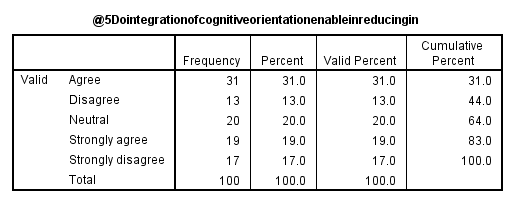 @5Dointegrationofcognitiveorientationenableinreducingin
Frequency Percent Valid Percent Cumulative Percent
Valid Agree 31 31.0 31.0 31.0
Disagree 13 13.0 13.0 44.0
Neutral 20 20.0 20.0 64.0
Strongly agree 19 19.0 19.0 83.0
Strongly disagree 17 17.0 17.0 100.0
Total 100 100.0 100.0